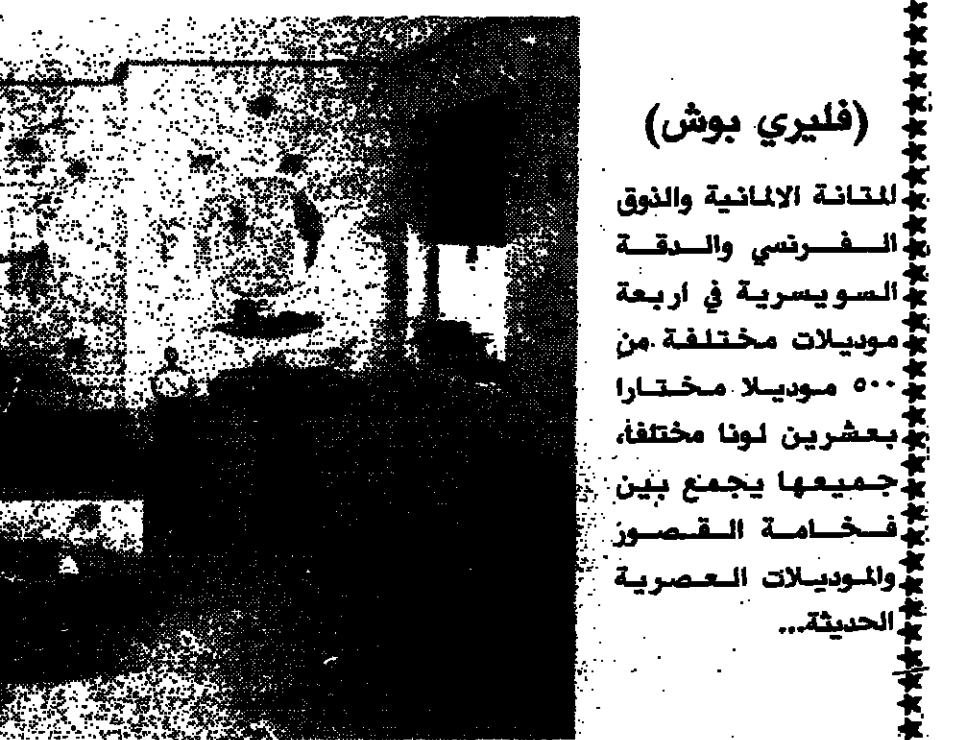 (فليري بوش)
للمتانة الالمانية والذوق
الفرنسي والدقة
السويسرية في اربعة
موديلات مختلفة من
٥٠٠ موديلا مختارا
بعشرين لونا مختلفا،
جميعها يجمع بين
فخامة القصور
والموديلات العصرية
الحديثة...